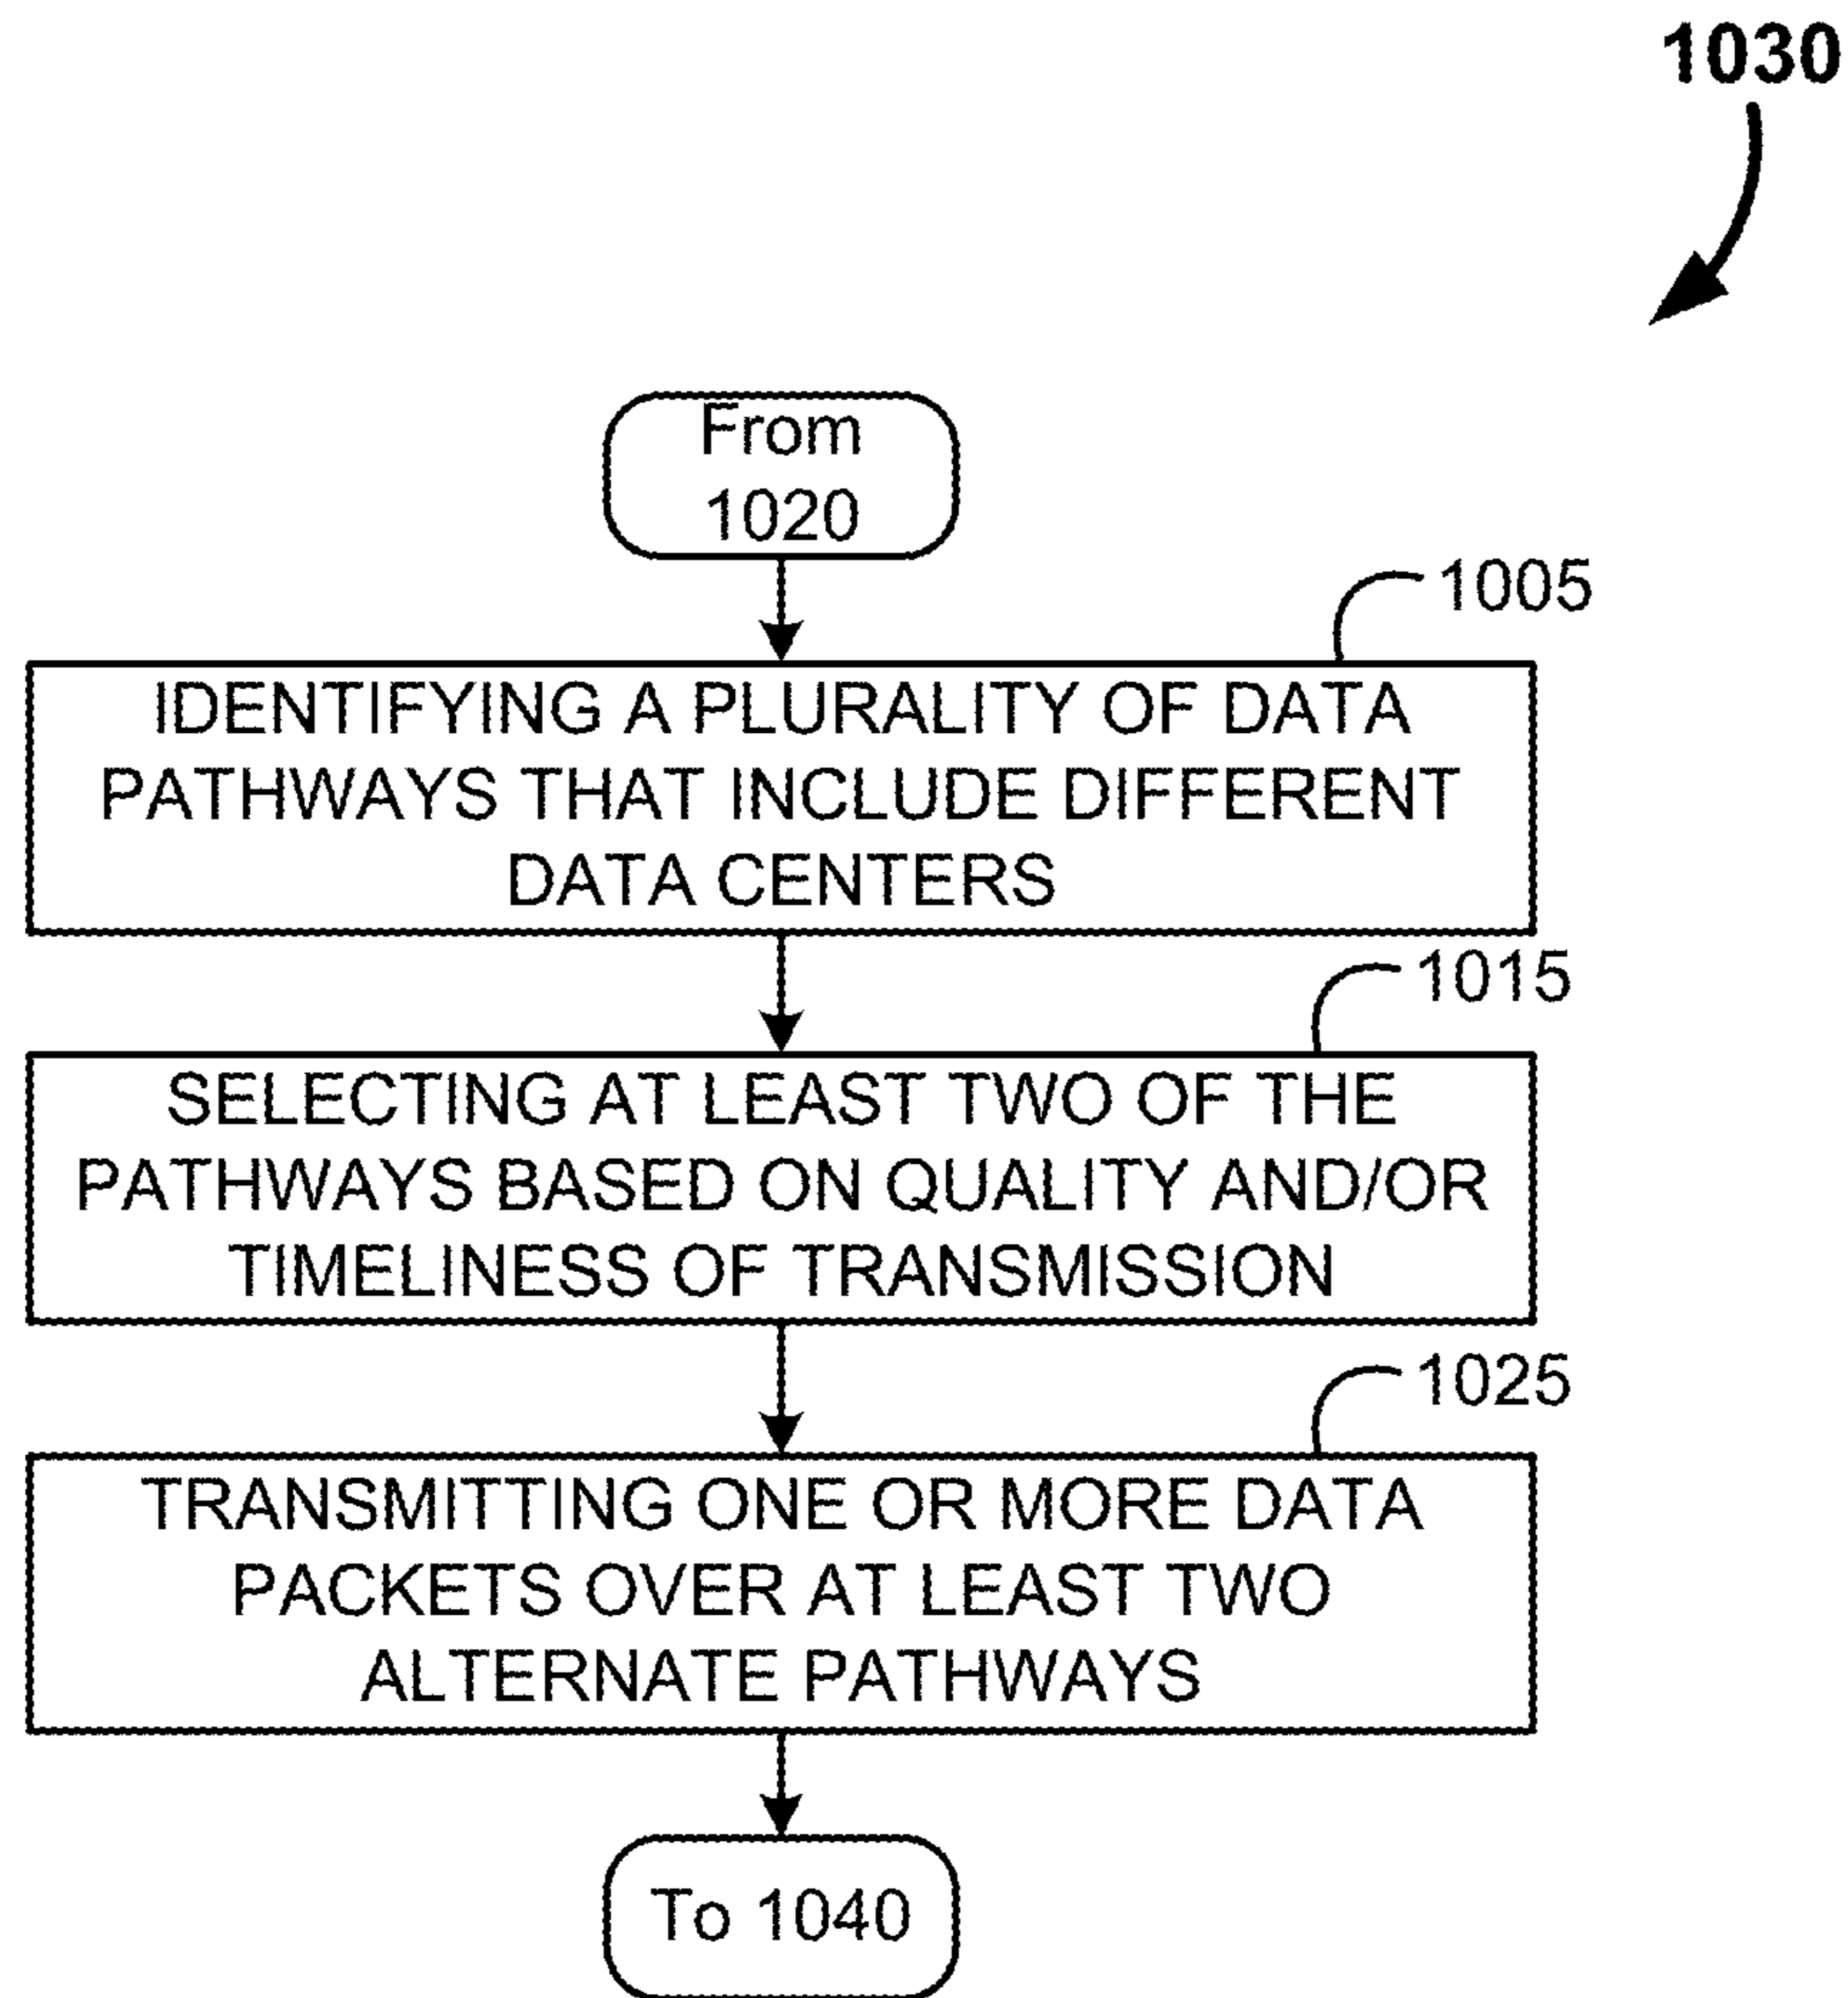 1030
From
1020
1005
IDENTIFYING A PLURALITY OF DATA
PATHWAYS THAT INCLUDE DIFFERENT
DATA CENTERS
1015
SELECTING AT LEAST TWO OF THE
PATHWAYS BASED ON QUALITY AND/OR
TIMELINESS OF TRANSMISSION
1025
TRANSMITTING ONE OR MORE DATA
PACKETS OVER AT LEAST TWO
ALTERNATE PATHWAYS
To 1040